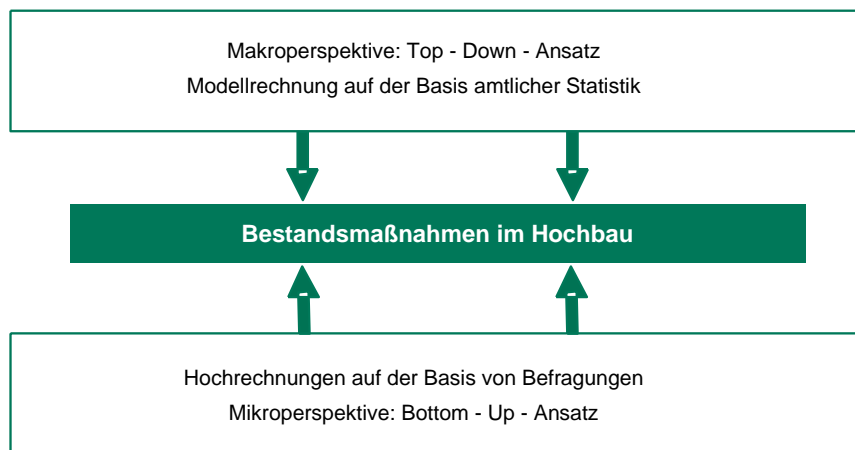 Makroperspektive: Top - Down - Ansatz
Modellrechnung auf der Basis amtlicher Statistik
Bestandsmaßnahmen im Hochbau
Hochrechnungen auf der Basis von Befragungen
Mikroperspektive: Bottom - Up - Ansatz